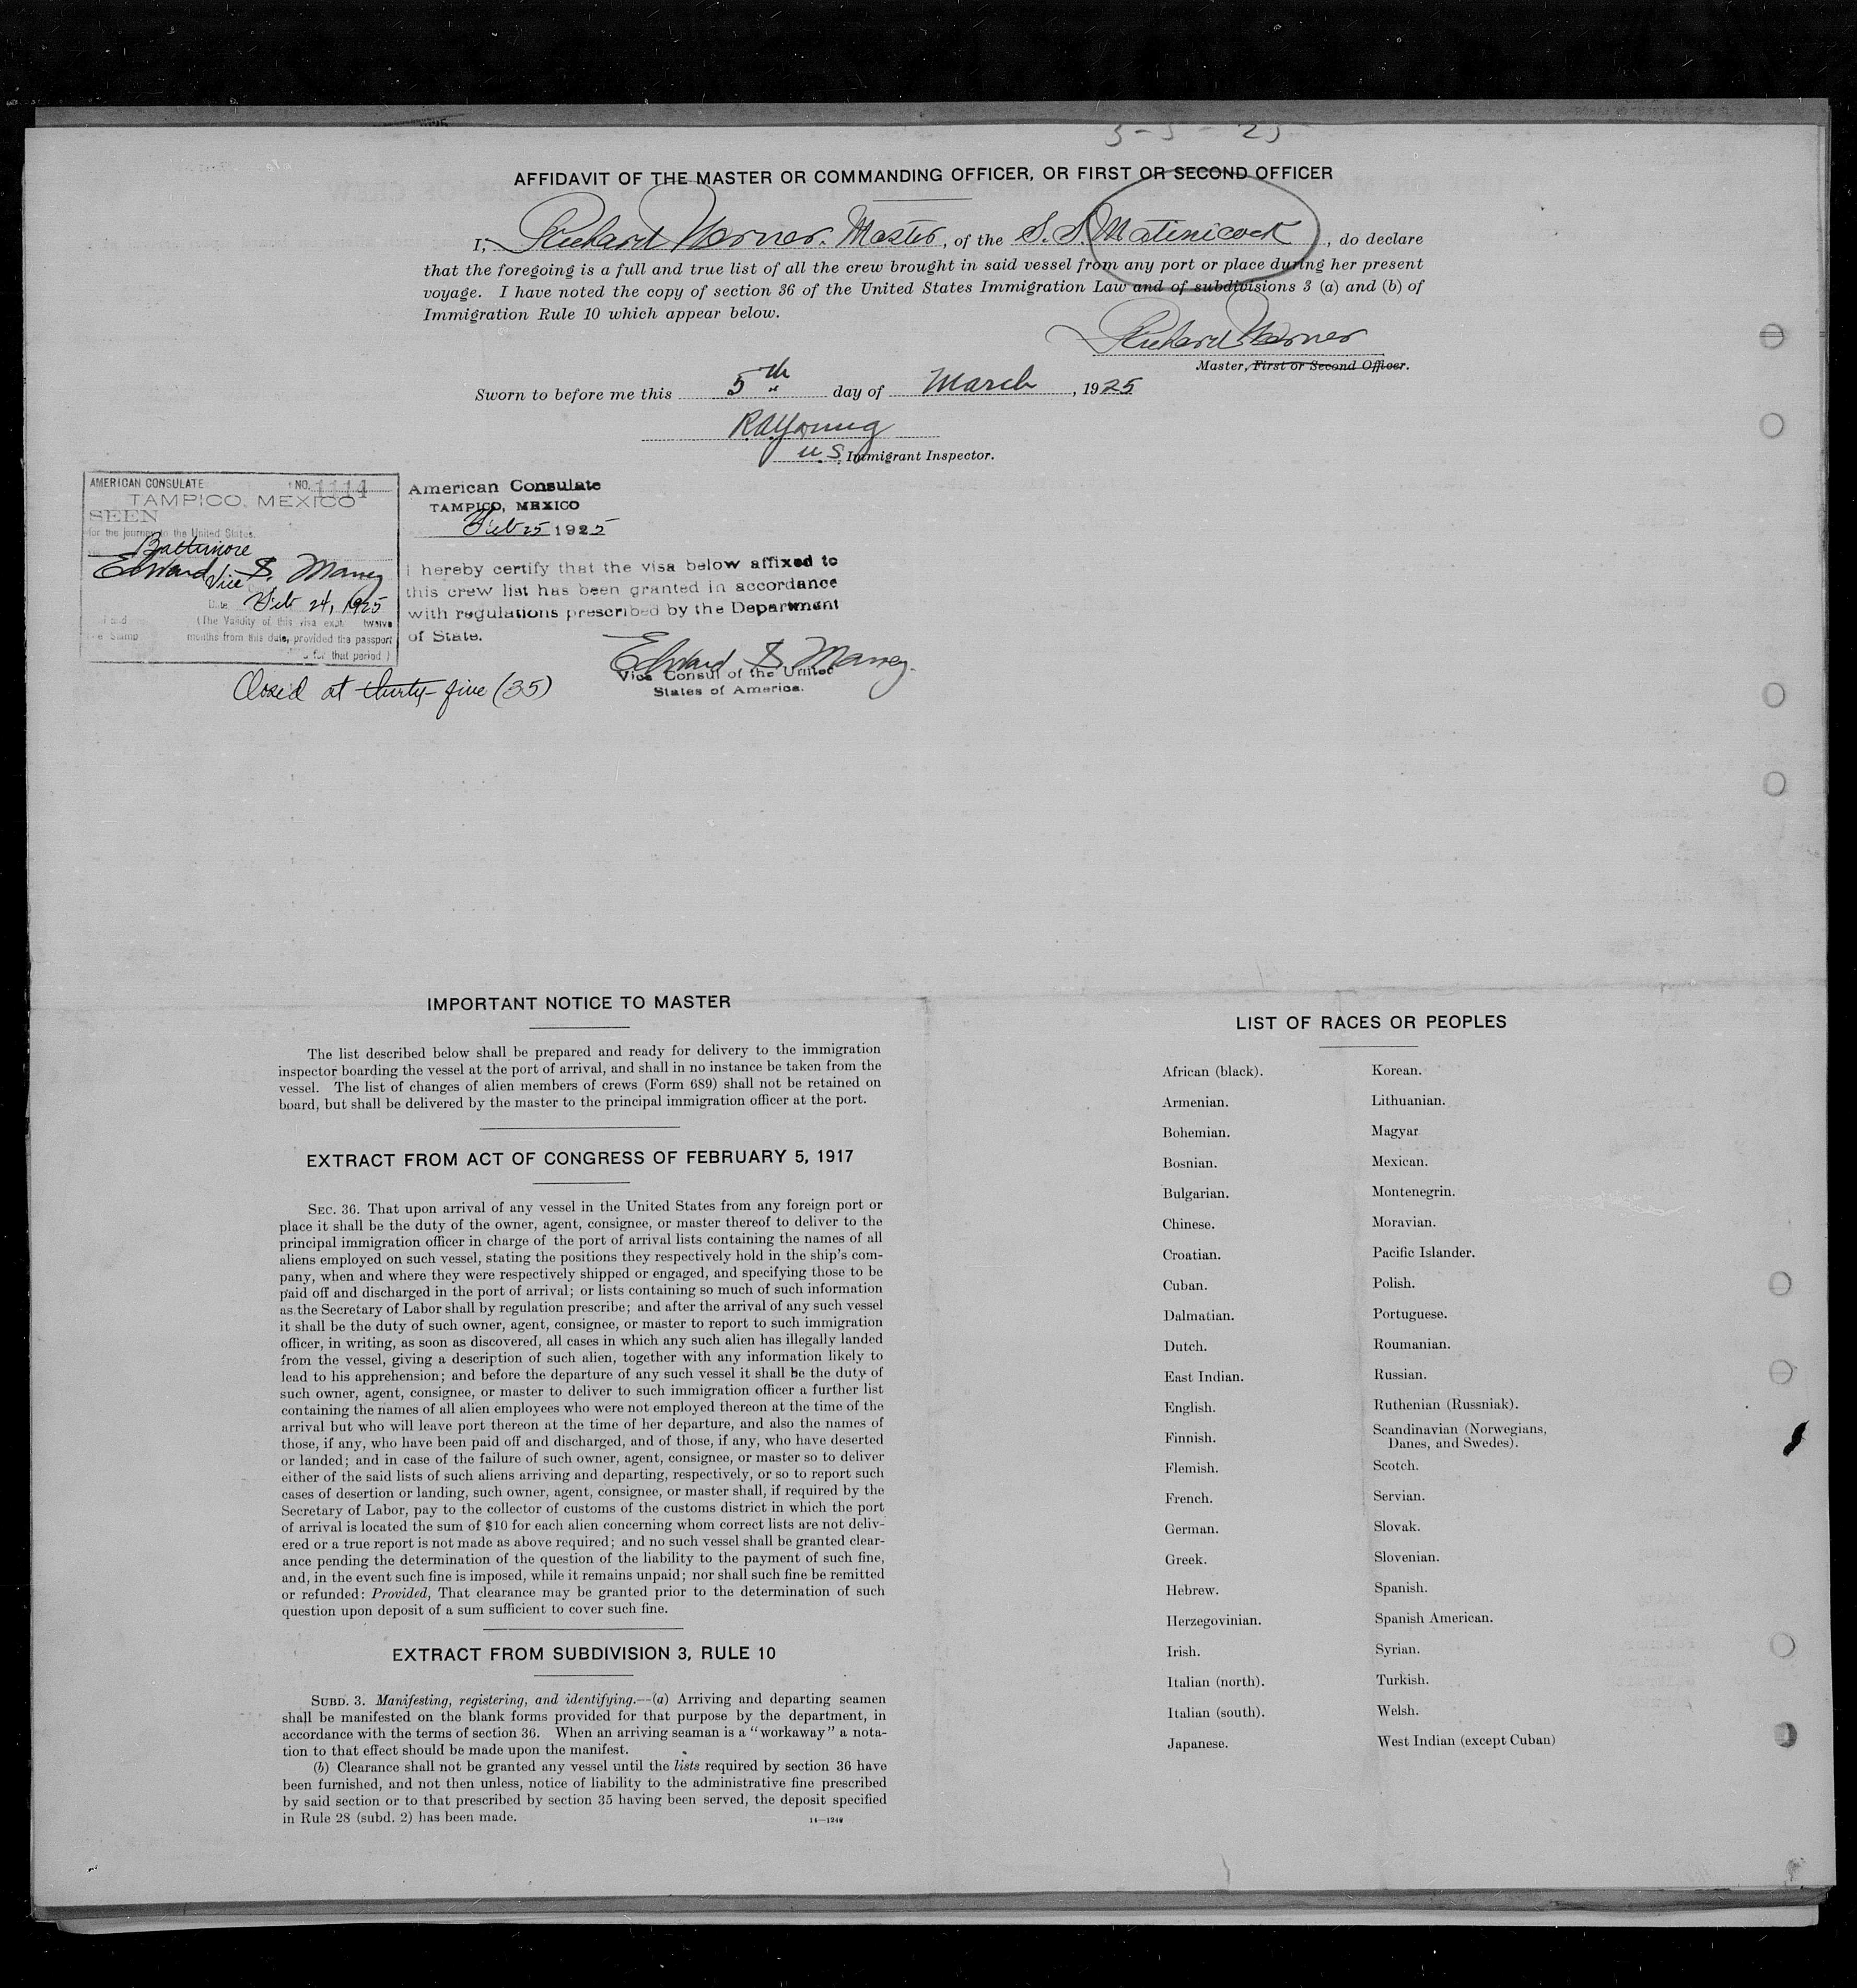 3-5-25
AFFIDAVIT OF THE MASTER OR COMMANDING OFFICER, OR FIRST OR SECOND OFFICER
I, Richard Werner. Master, of the S. S. Matinicock, do declare
that the foregoing is a full and true list of all the crew brought in said vessel from any port or place during her present
voyage. I have noted the copy of section 36 of the United States Immigration Law and of subdivisions 3 (a) and (b) of
Immigration Rule 10 which appear below.
Richard Werner
Master, First or Second Officer.
Sworn to before me this 5th day of March, 1925
RAYoung
U.S. Immigrant Inspector.
AMERICAN CONSULATE NO. 1114
TAMPICO, MEXICO
SEEN
for the journey to the United States.
Baltimore
Edward S. Maney
Vice
Date Feb 24, 1925
(The Validity of this visa twelve
Stamp months from this date, provided the passport
for that period)
American Consulate
TAMPICO, MEXICO
Feb 25 1925
I hereby certify that the visa below affixed to
this crew list has been granted in accordance
with regulations prescribed by the Department
of State.
Edward S. Maney
Vice Consul of the United
States of America.
Closed at thirty-five (35)
IMPORTANT NOTICE TO MASTER
The list described below shall be prepared and ready for delivery to the immigration
inspector boarding the vessel at the port of arrival, and shall in no instance be taken from the
vessel. The list of changes of alien members of crews (Form 689) shall not be retained on
board, but shall be delivered by the master to the principal immigration officer at the port.
EXTRACT FROM ACT OF CONGRESS OF FEBRUARY 5, 1917
SEC. 36. That upon arrival of any vessel in the United States from any foreign port or
place it shall be the duty of the owner, agent, consignee, or master thereof to deliver to the
principal immigration officer in charge of the port of arrival lists containing the names of all
aliens employed on such vessel, stating the positions they respectively hold in the ship's com-
pany, when and where they were respectively shipped or engaged, and specifying those to be
paid off and discharged in the port of arrival; or lists containing so much of such information
as the Secretary of Labor shall by regulation prescribe; and after the arrival of any such vessel
it shall be the duty of such owner, agent, consignee, or master to report to such immigration
officer, in writing, as soon as discovered, all cases in which any such alien has illegally landed
from the vessel, giving a description of such alien, together with any information likely to
lead to his apprehension; and before the departure of any such vessel it shall be the duty of
such owner, agent, consignee, or master to deliver to such immigration officer a further list
containing the names of all alien employees who were not employed thereon at the time of the
arrival but who will leave port thereon at the time of her departure, and also the names of
those, if any, who have been paid off and discharged, and of those, if any, who have deserted
or landed; and in case of the failure of such owner, agent, consignee, or master so to deliver
either of the said lists of such aliens arriving and departing, respectively, or so to report such
cases of desertion or landing, such owner, agent, consignee, or master shall, if required by the
Secretary of Labor, pay to the collector of customs of the customs district in which the port
of arrival is located the sum of $10 for each alien concerning whom correct lists are not deliv-
ered or a true report is not made as above required; and no such vessel shall be granted clear-
ance pending the determination of the question of the liability to the payment of such fine,
and, in the event such fine is imposed, while it remains unpaid; nor shall such fine be remitted
or refunded: Provided, That clearance may be granted prior to the determination of such
question upon deposit of a sum sufficient to cover such fine.
EXTRACT FROM SUBDIVISION 3, RULE 10
SUBD. 3. Manifesting, registering, and identifying.—(a) Arriving and departing seamen
shall be manifested on the blank forms provided for that purpose by the department, in
accordance with the terms of section 36. When an arriving seaman is a "workaway" a nota-
tion to that effect should be made upon the manifest.
(b) Clearance shall not be granted any vessel until the lists required by section 36 have
been furnished, and not then unless, notice of liability to the administrative fine prescribed
by said section or to that prescribed by section 35 having been served, the deposit specified
in Rule 28 (subd. 2) has been made.
14—1240
LIST OF RACES OR PEOPLES
African (black).
Armenian.
Bohemian.
Bosnian.
Bulgarian.
Chinese.
Croatian.
Cuban.
Dalmatian.
Dutch.
East Indian.
English.
Finnish.
Flemish.
French.
German.
Greek.
Hebrew.
Herzegovinian.
Irish.
Italian (north).
Italian (south).
Japanese.
Korean.
Lithuanian.
Magyar
Mexican.
Montenegrin.
Moravian.
Pacific Islander.
Polish.
Portuguese.
Roumanian.
Russian.
Ruthenian (Russniak).
Scandinavian (Norwegians,
Danes, and Swedes).
Scotch.
Servian.
Slovak.
Slovenian.
Spanish.
Spanish American.
Syrian.
Turkish.
Welsh.
West Indian (except Cuban)